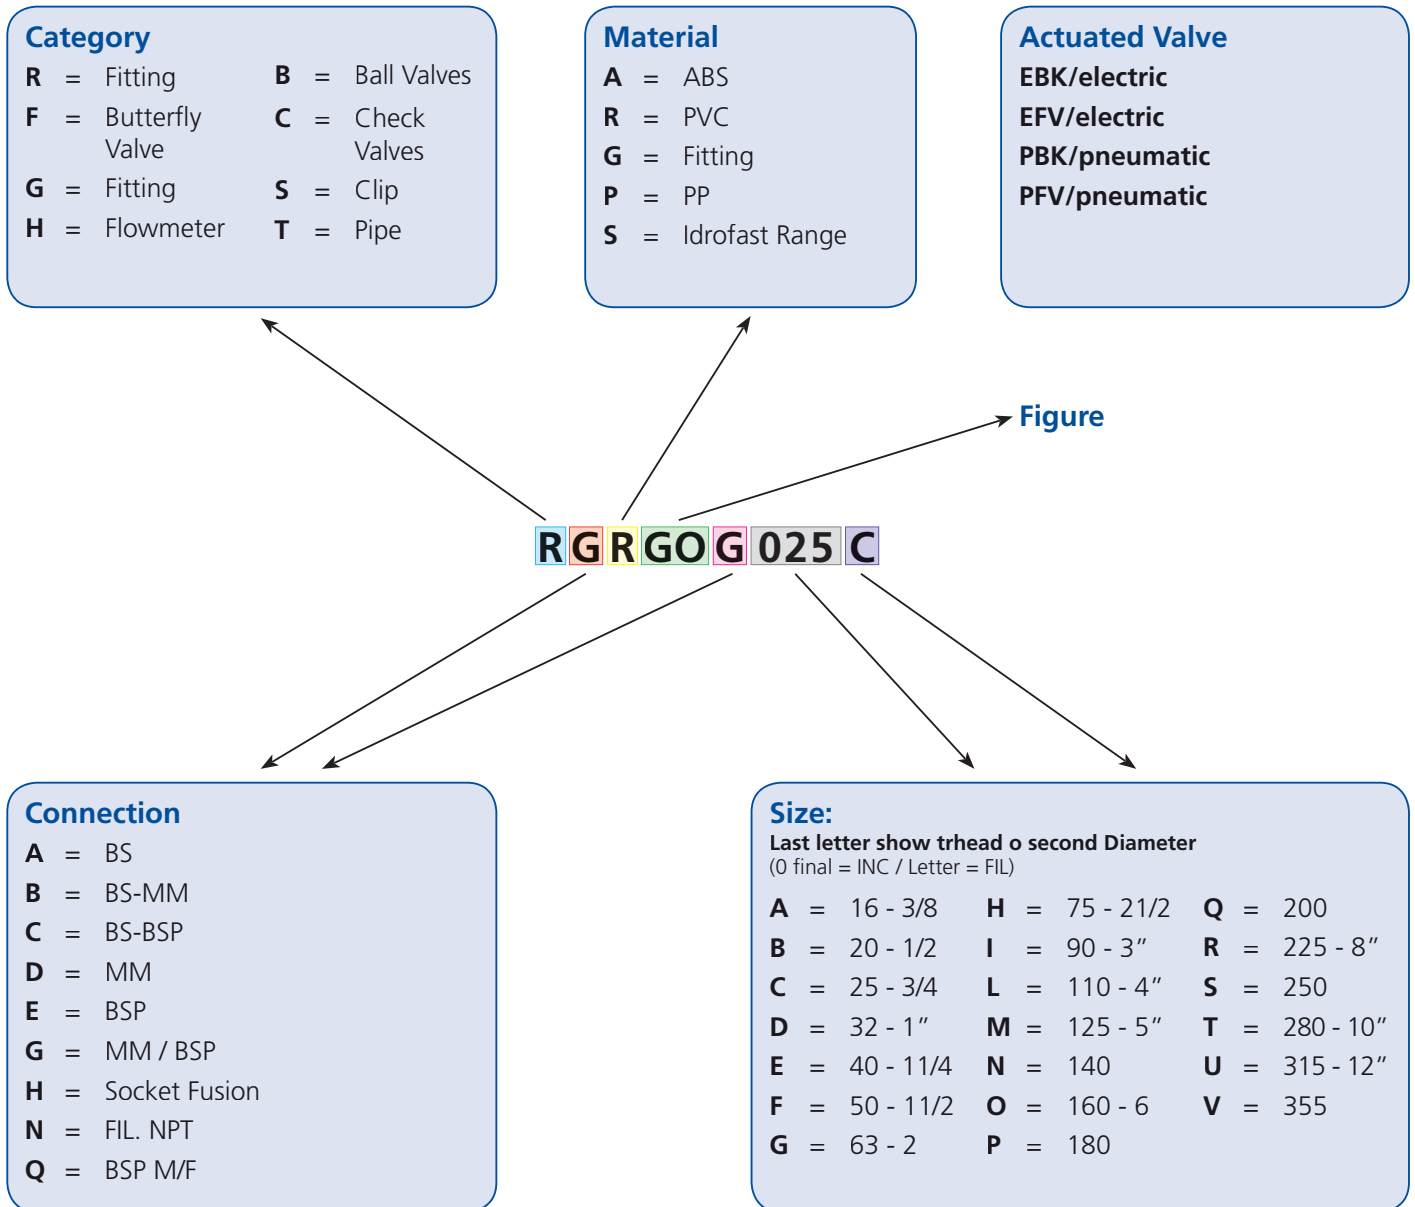 Category
R = Fitting
F = Butterfly
Valve
G = Fitting
H = Flowmeter
B = Ball Valves
C = Check
Valves
S = Clip
T = Pipe
Material
A = ABS
R = PVC
G = Fitting
P = PP
S = Idrofast Range
Actuated Valve
EBK/electric
EFV/electric
PBK/pneumatic
PFV/pneumatic
Figure
R G R GO G 025 C
Connection
A = BS
B = BS-MM
C = BS-BSP
D = MM
E = BSP
G = MM / BSP
H = Socket Fusion
N = FIL. NPT
Q = BSP M/F
Size:
Last letter show trhead o second Diameter
(0 final = INC / Letter = FIL)
A = 16 - 3/8
B = 20 - 1/2
C = 25 - 3/4
D = 32 - 1”
E = 40 - 11/4
F = 50 - 11/2
G = 63 - 2
H = 75 - 21/2
I = 90 - 3”
L = 110 - 4”
M = 125 - 5”
N = 140
O = 160 - 6
P = 180
Q = 200
R = 225 - 8”
S = 250
T = 280 - 10”
U = 315 - 12”
V = 355